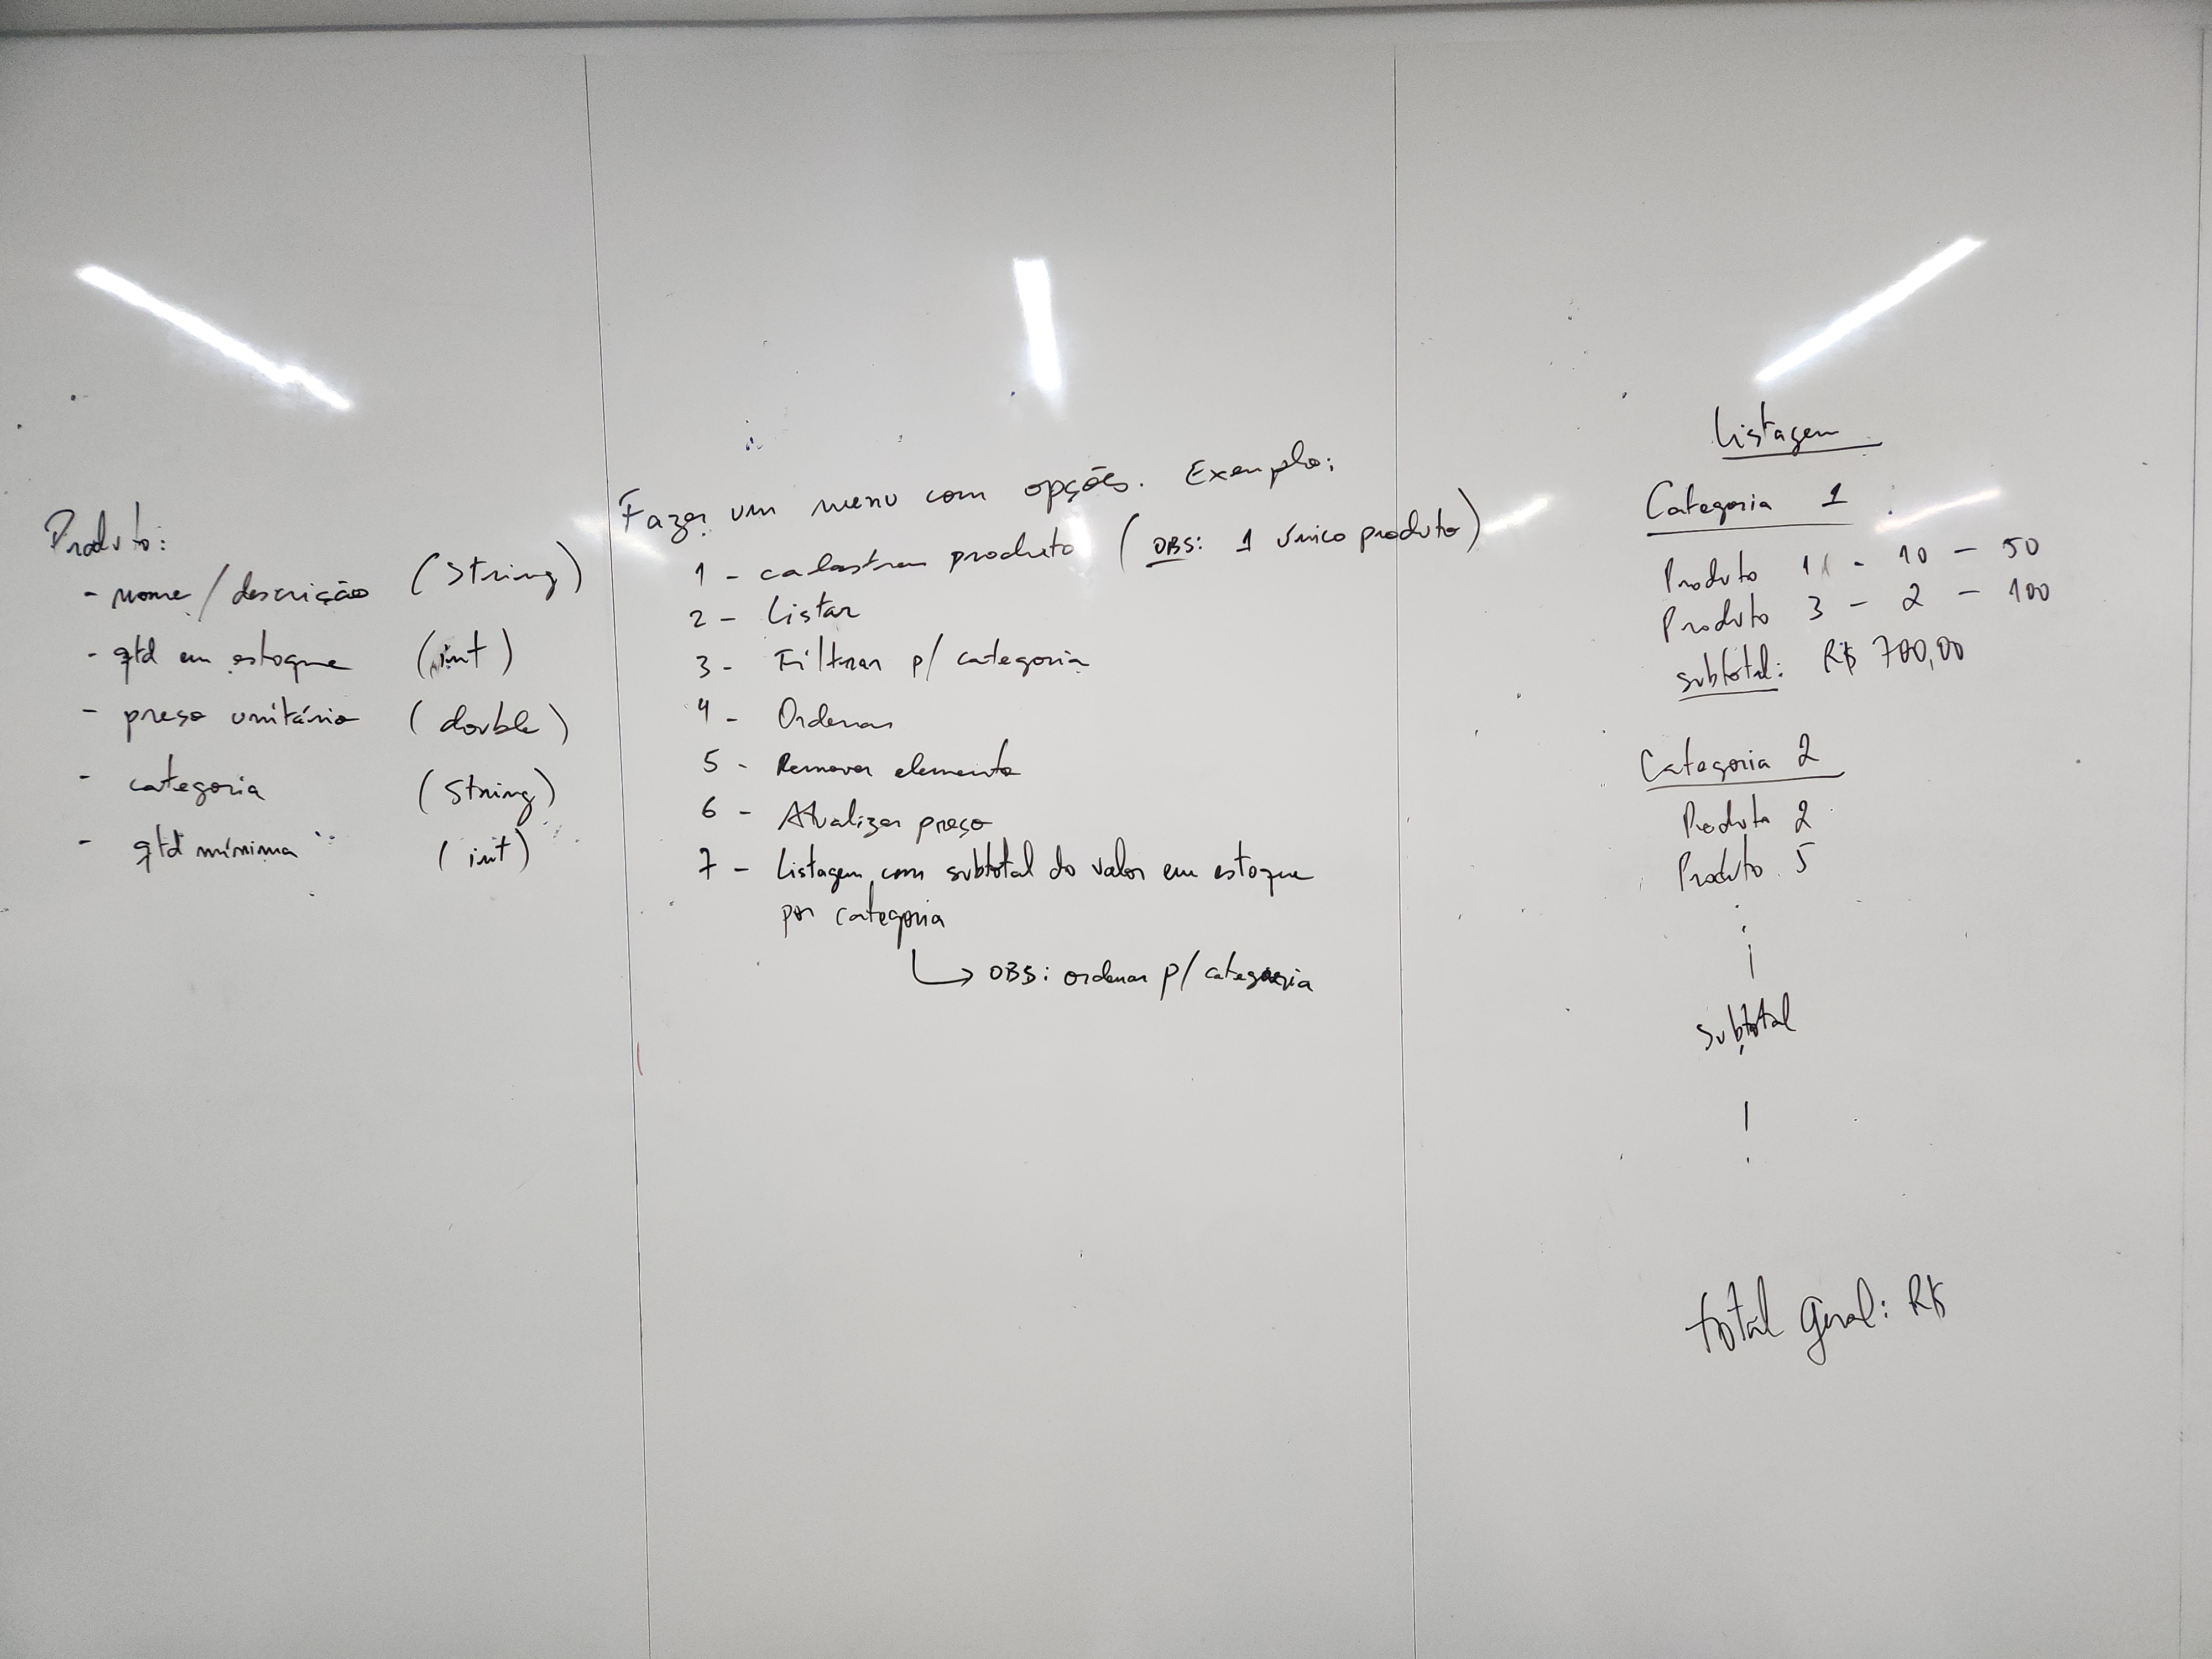 Produto:
- nome/descrição (String)
- qtd em estoque (int)
- preço unitário (double)
- categoria (String)
- qtd mínima (int)
Fazer um menu com opções. Exemplo:
1 - cadastrar produto (OBS: 1 único produto)
2 - Listar
3 - Filtrar p/ categoria
4 - Ordenar
5 - Remover elemento
6 - Atualizar preço
7 - Listagem com subtotal do valor em estoque
por categoria
↳ OBS: ordenar p/ categoria
Listagem
Categoria 1
Produto 1 - 10 - 50
Produto 3 - 2 - 100
subtotal: R$ 700,00
Categoria 2
Produto 2
Produto 5
subtotal
total Geral: R$